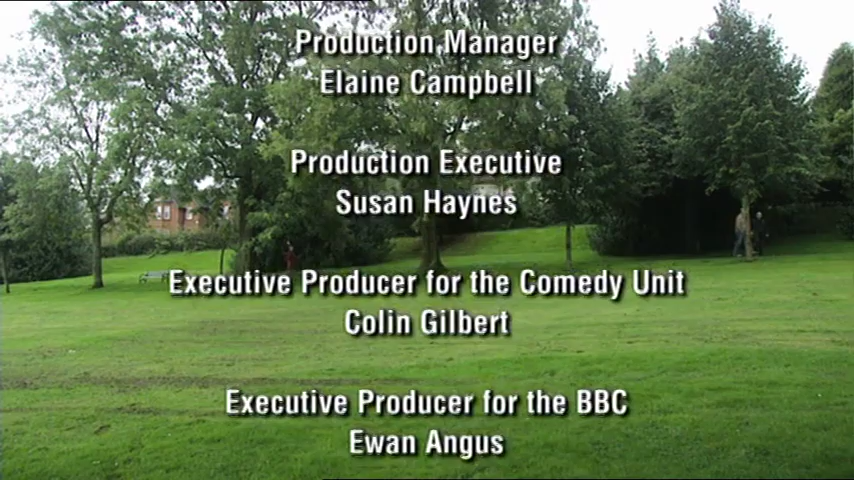 Production Manager
Elaine Campbell
Production Executive
Susan Haynes
Executive Producer for the Comedy Unit
Colin Gilbert
Executive Producer for the BBC
Ewan Angus